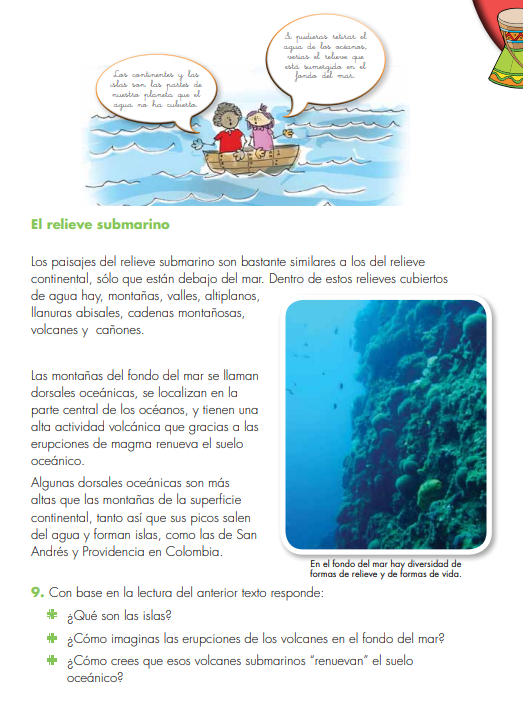 Los continentes y las
islas son las partes de
nuestro planeta que el
agua no ha cubierto.
Si pudieras retirar el
agua de los océanos,
verías el relieve que
está sumergido en el
fondo del mar.
El relieve submarino
Los paisajes del relieve submarino son bastante similares a los del relieve
continental, sólo que están debajo del mar. Dentro de estos relieves cubiertos
de agua hay, montañas, valles, altiplanos,
llanuras abisales, cadenas montañosas,
volcanes y cañones.
Las montañas del fondo del mar se llaman
dorsales oceánicas, se localizan en la
parte central de los océanos, y tienen una
alta actividad volcánica que gracias a las
erupciones de magma renueva el suelo
oceánico.
Algunas dorsales oceánicas son más
altas que las montañas de la superficie
continental, tanto así que sus picos salen
del agua y forman islas, como las de San
Andrés y Providencia en Colombia.
En el fondo del mar hay diversidad de
formas de relieve y de formas de vida.
9. Con base en la lectura del anterior texto responde:
¿Qué son las islas?
¿Cómo imaginas las erupciones de los volcanes en el fondo del mar?
¿Cómo crees que esos volcanes submarinos “renuevan” el suelo
oceánico?